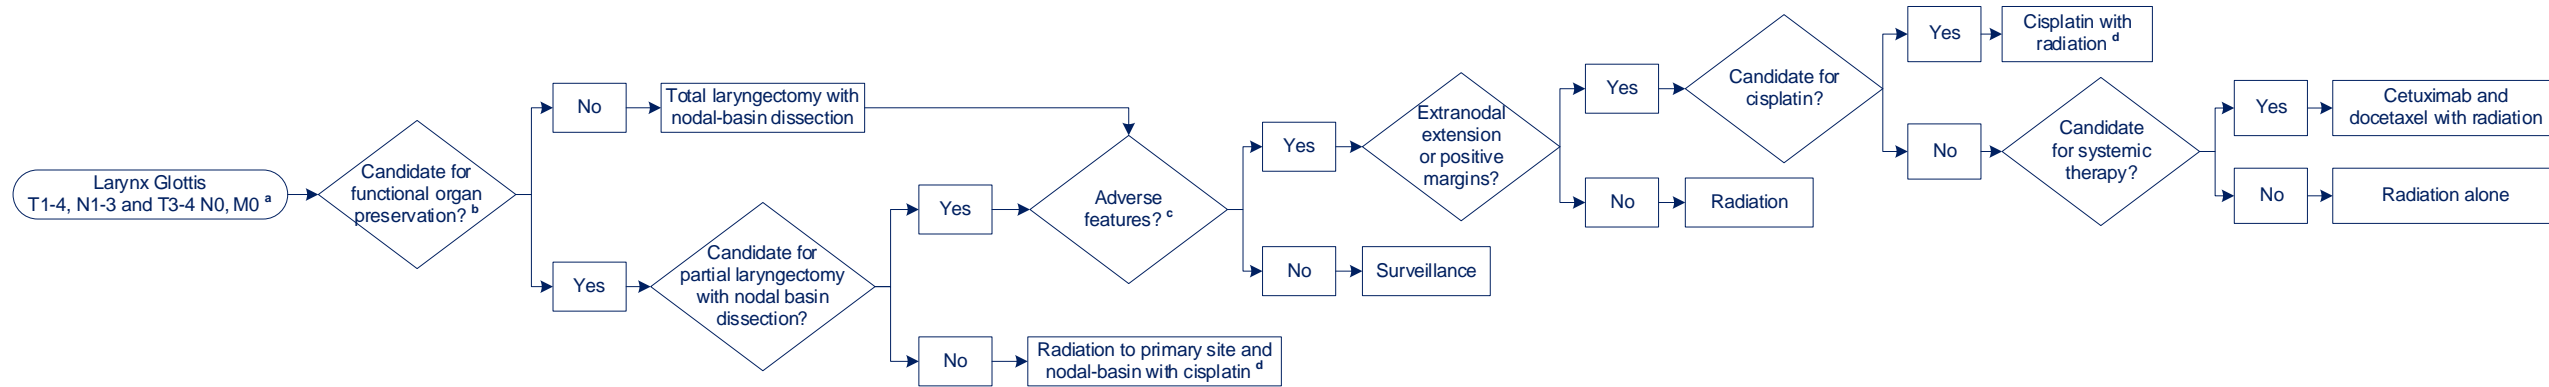 Larynx Glottis
T1-4, N1-3 and T3-4 N0, M0 a
Candidate for
functional organ
preservation? b
No
Total laryngectomy with
nodal-basin dissection
Yes
Candidate for
partial laryngectomy
with nodal basin
dissection?
Yes
No
Radiation to primary site and
nodal-basin with cisplatin d
Adverse
features? c
Yes
No
Surveillance
Extranodal
extension
or positive
margins?
Yes
No
Radiation
Candidate for
cisplatin?
Yes
Cisplatin with
radiation d
No
Candidate
for systemic
therapy?
Yes
Cetuximab and
docetaxel with radiation
No
Radiation alone